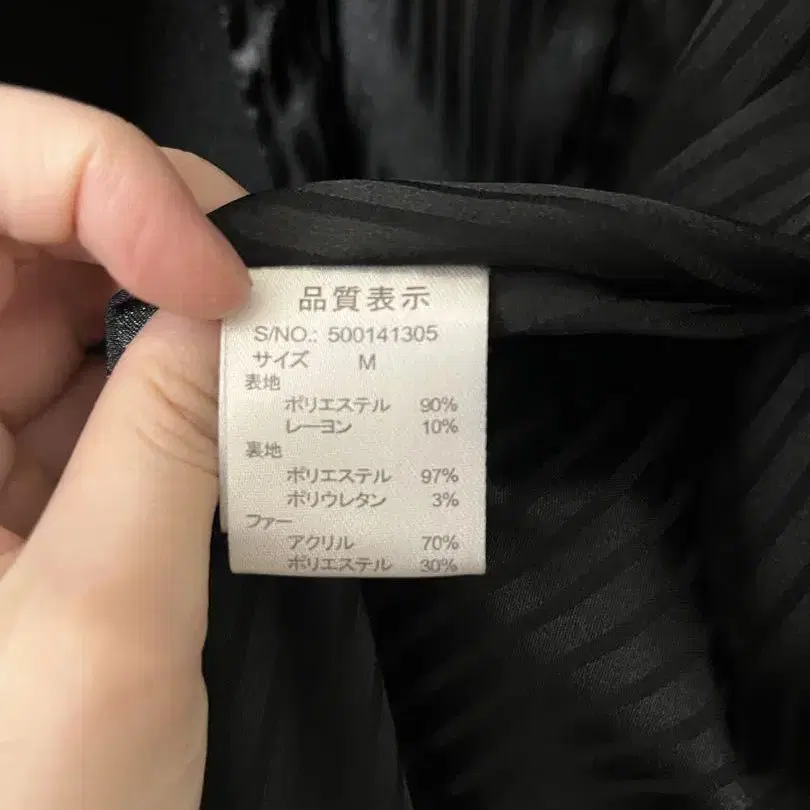 品質表示
S/NO.: 500141305
サイズ M
表地
ポリエステル 90%
レーヨン 10%
裏地
ポリエステル 97%
ポリウレタン 3%
ファー
アクリル 70%
ポリエステル 30%